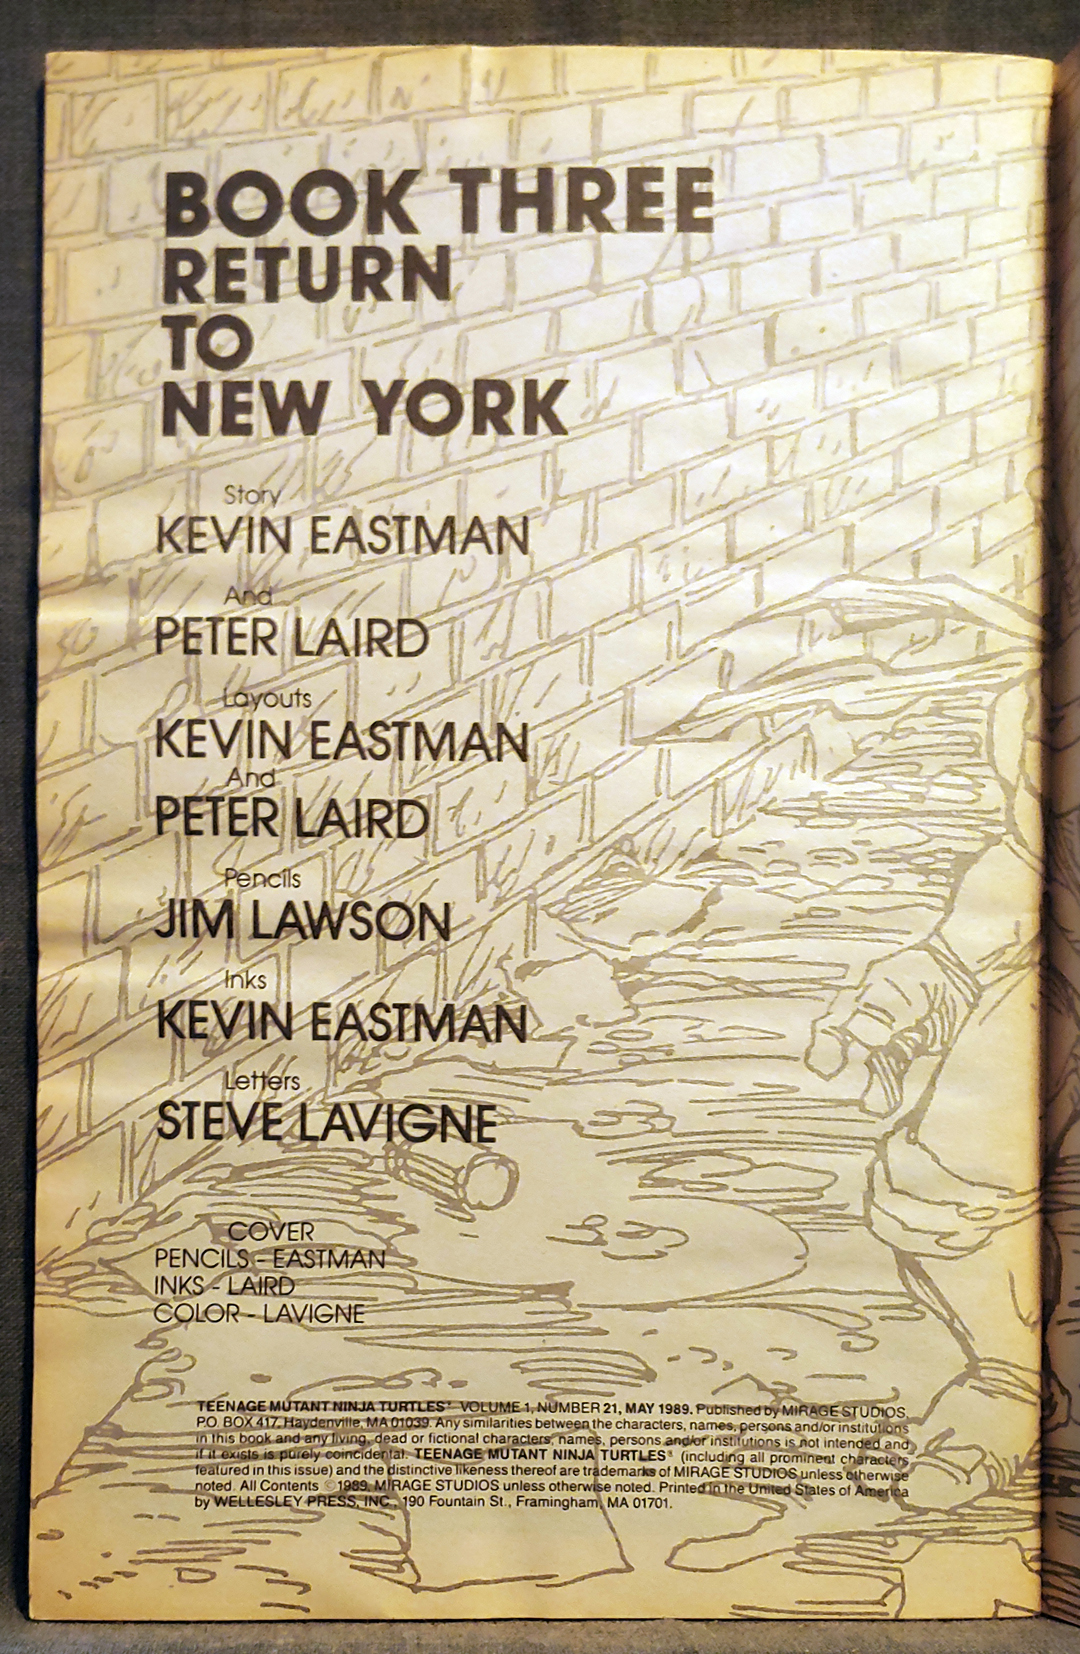 BOOK THREE
RETURN
TO
NEW YORK
Story
KEVIN EASTMAN
And
PETER LAIRD
Layouts
KEVIN EASTMAN
And
PETER LAIRD
Pencils
JIM LAWSON
Inks
KEVIN EASTMAN
Letters
STEVE LAVIGNE
COVER
PENCILS - EASTMAN
INKS - LAIRD
COLOR - LAVIGNE
TEENAGE MUTANT NINJA TURTLES® VOLUME 1, NUMBER 21, MAY 1989. Published by MIRAGE STUDIOS,
P.O. BOX 417, Haydenville, MA 01039. Any similarities between the characters, names, persons and/or institutions
in this book and any living, dead or fictional characters, names, persons and/or institutions is not intended and
if it exists is purely coincidental. TEENAGE MUTANT NINJA TURTLES® (including all prominent characters
featured in this issue) and the distinctive likeness thereof are trademarks of MIRAGE STUDIOS unless otherwise
noted. All Contents ©1989, MIRAGE STUDIOS unless otherwise noted. Printed in the United States of America
by WELLESLEY PRESS, INC., 190 Fountain St., Framingham, MA 01701.